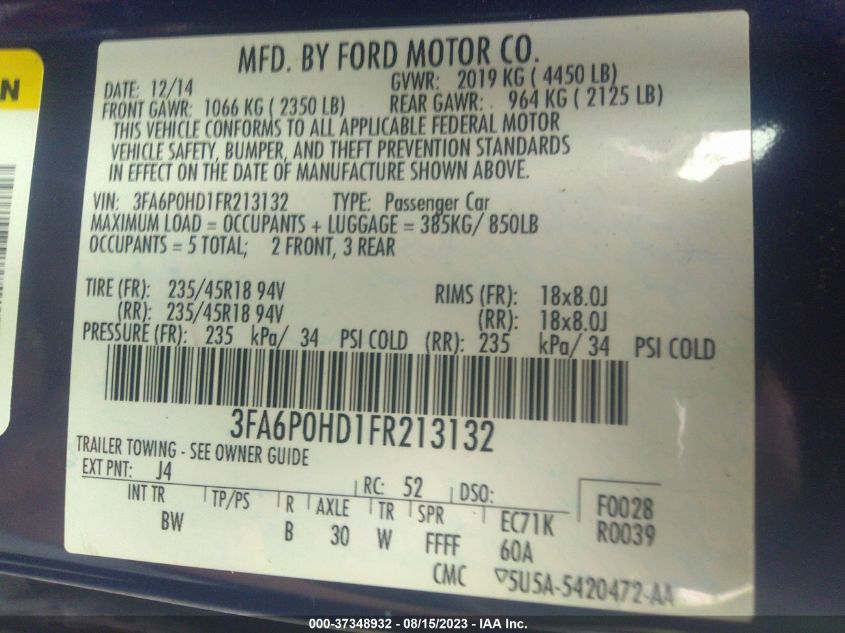 N
MFD. BY FORD MOTOR CO.
DATE: 12/14 GVWR: 2019 KG ( 4450 LB)
FRONT GAWR: 1066 KG ( 2350 LB) REAR GAWR: 964 KG ( 2125 LB)
THIS VEHICLE CONFORMS TO ALL APPLICABLE FEDERAL MOTOR
VEHICLE SAFETY, BUMPER, AND THEFT PREVENTION STANDARDS
IN EFFECT ON THE DATE OF MANUFACTURE SHOWN ABOVE.
VIN: 3FA6P0HD1FR213132 TYPE: Passenger Car
MAXIMUM LOAD = OCCUPANTS + LUGGAGE = 385KG/ 850LB
OCCUPANTS = 5 TOTAL; 2 FRONT, 3 REAR
TIRE (FR): 235/45R18 94V RIMS (FR): 18x8.0J
(RR): 235/45R18 94V (RR): 18x8.0J
PRESSURE (FR): 235 kPa/ 34 PSI COLD (RR): 235 kPa/ 34 PSI COLD
3FA6P0HD1FR213132
TRAILER TOWING - SEE OWNER GUIDE
EXT PNT: J4 RC: 52 DSO: F0028
INT TR TP/PS R AXLE TR SPR EC71K R0039
BW B 30 W FFFF 60A
CMC ▽5U5A-5420472-AA
000-37348932 - 08/15/2023 - IAA Inc.